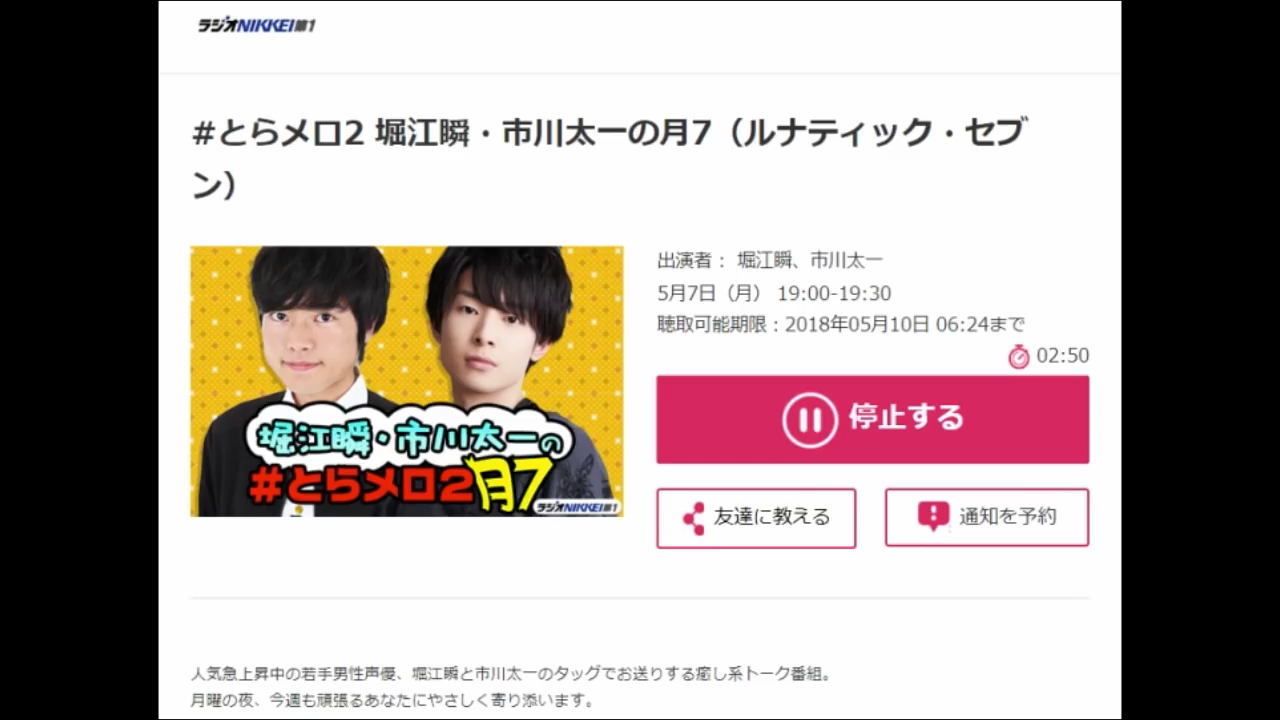 ラジオNIKKEI第1
#とらメロ2 堀江瞬・市川太一の月7（ルナティック・セブ
ン）
出演者： 堀江瞬、市川太一
5月7日（月） 19:00-19:30
聴取可能期限：2018年05月10日 06:24まで
02:50
停止する
友達に教える
通知を予約
堀江瞬・市川太一の
#とらメロ2月7
ラジオNIKKEI第1
人気急上昇中の若手男性声優、堀江瞬と市川太一のタッグでお送りする癒し系トーク番組。
月曜の夜、今週も頑張るあなたにやさしく寄り添います。